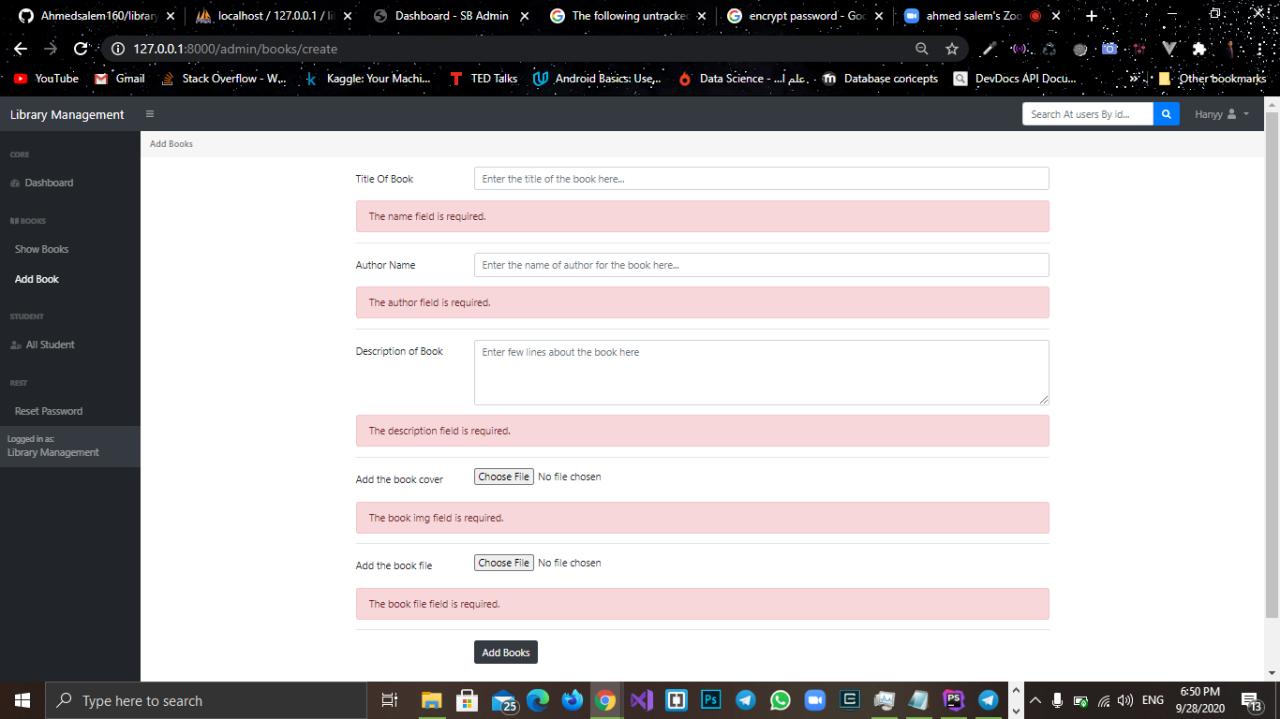 Ahmedsalem160/library
localhost / 127.0.0.1 / li
Dashboard - SB Admin
The following untracke
encrypt password - Goo
ahmed salem's Zoo
127.0.0.1:8000/admin/books/create
YouTube
Gmail
Stack Overflow - W...
Kaggle: Your Machi...
TED Talks
Android Basics: Use,...
Data Science - ...علم أ
Database concepts
DevDocs API Docu...
Other bookmarks
Library Management
Search At users By id...
Hanyy
CORE
Dashboard
BOOKS
Show Books
Add Book
STUDENT
All Student
REST
Reset Password
Logged in as:
Library Management
Add Books
Title Of Book
Enter the title of the book here...
The name field is required.
Author Name
Enter the name of author for the book here...
The author field is required.
Description of Book
Enter few lines about the book here
The description field is required.
Add the book cover
Choose File No file chosen
The book img field is required.
Add the book file
Choose File No file chosen
The book file field is required.
Add Books
Type here to search
25
Ps
PS
ENG
6:50 PM
9/28/2020
13